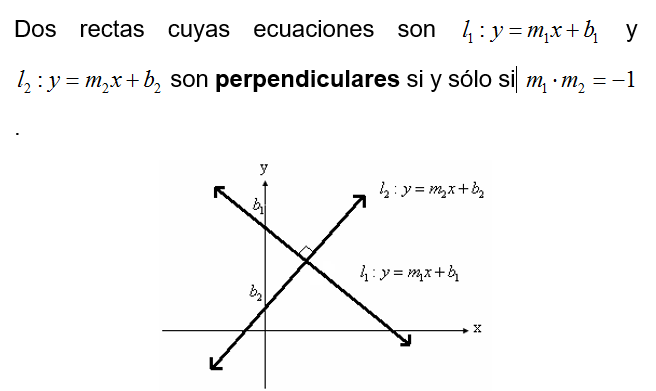 Dos rectas cuyas ecuaciones son l₁ : y = m₁x + b₁ y
l₂ : y = m₂x + b₂ son perpendiculares si y sólo si m₁ · m₂ = −1
.
y
l₂ : y = m₂x + b₂
b₁
l₁ : y = m₁x + b₁
b₂
x